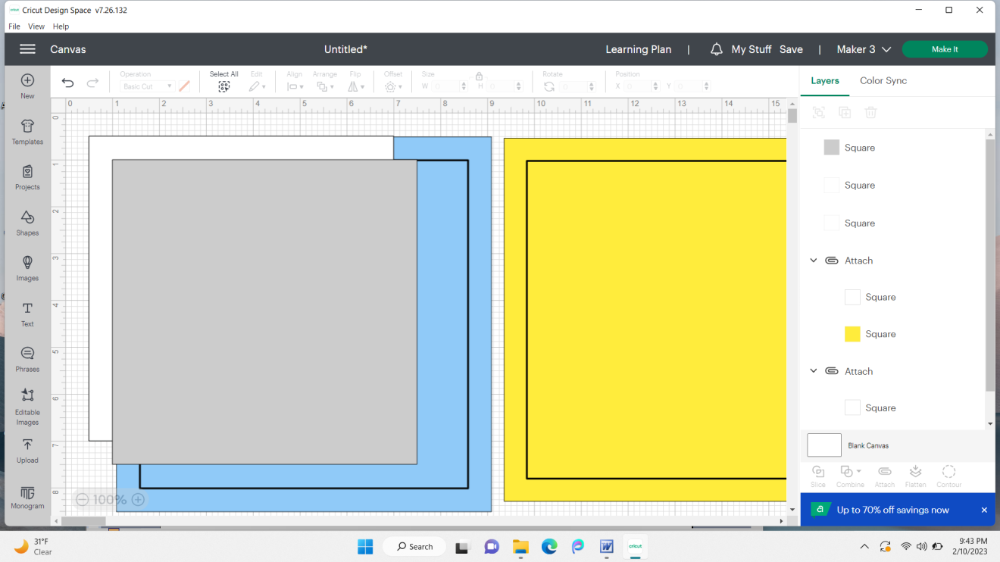 cricut Cricut Design Space v7.26.132
File View Help
Canvas
Untitled*
Learning Plan | My Stuff Save | Maker 3 Make It
New
Templates
Projects
Shapes
Images
Text
Phrases
Editable
Images
Upload
Monogram
Operation
Basic Cut
Select All
Edit
Align
Arrange
Flip
Offset
Size
W 0 H 0
Rotate
0
Position
X 0 Y 0
0 1 2 3 4 5 6 7 8 9 10 11 12 13 14 15
0
1
2
3
4
5
6
7
8
100%
Layers Color Sync
Square
Square
Square
Attach
Square
Square
Attach
Square
Blank Canvas
Slice Combine Attach Flatten Contour
a Up to 70% off savings now
31°F
Clear
Search
W
cricut
9:43 PM
2/10/2023